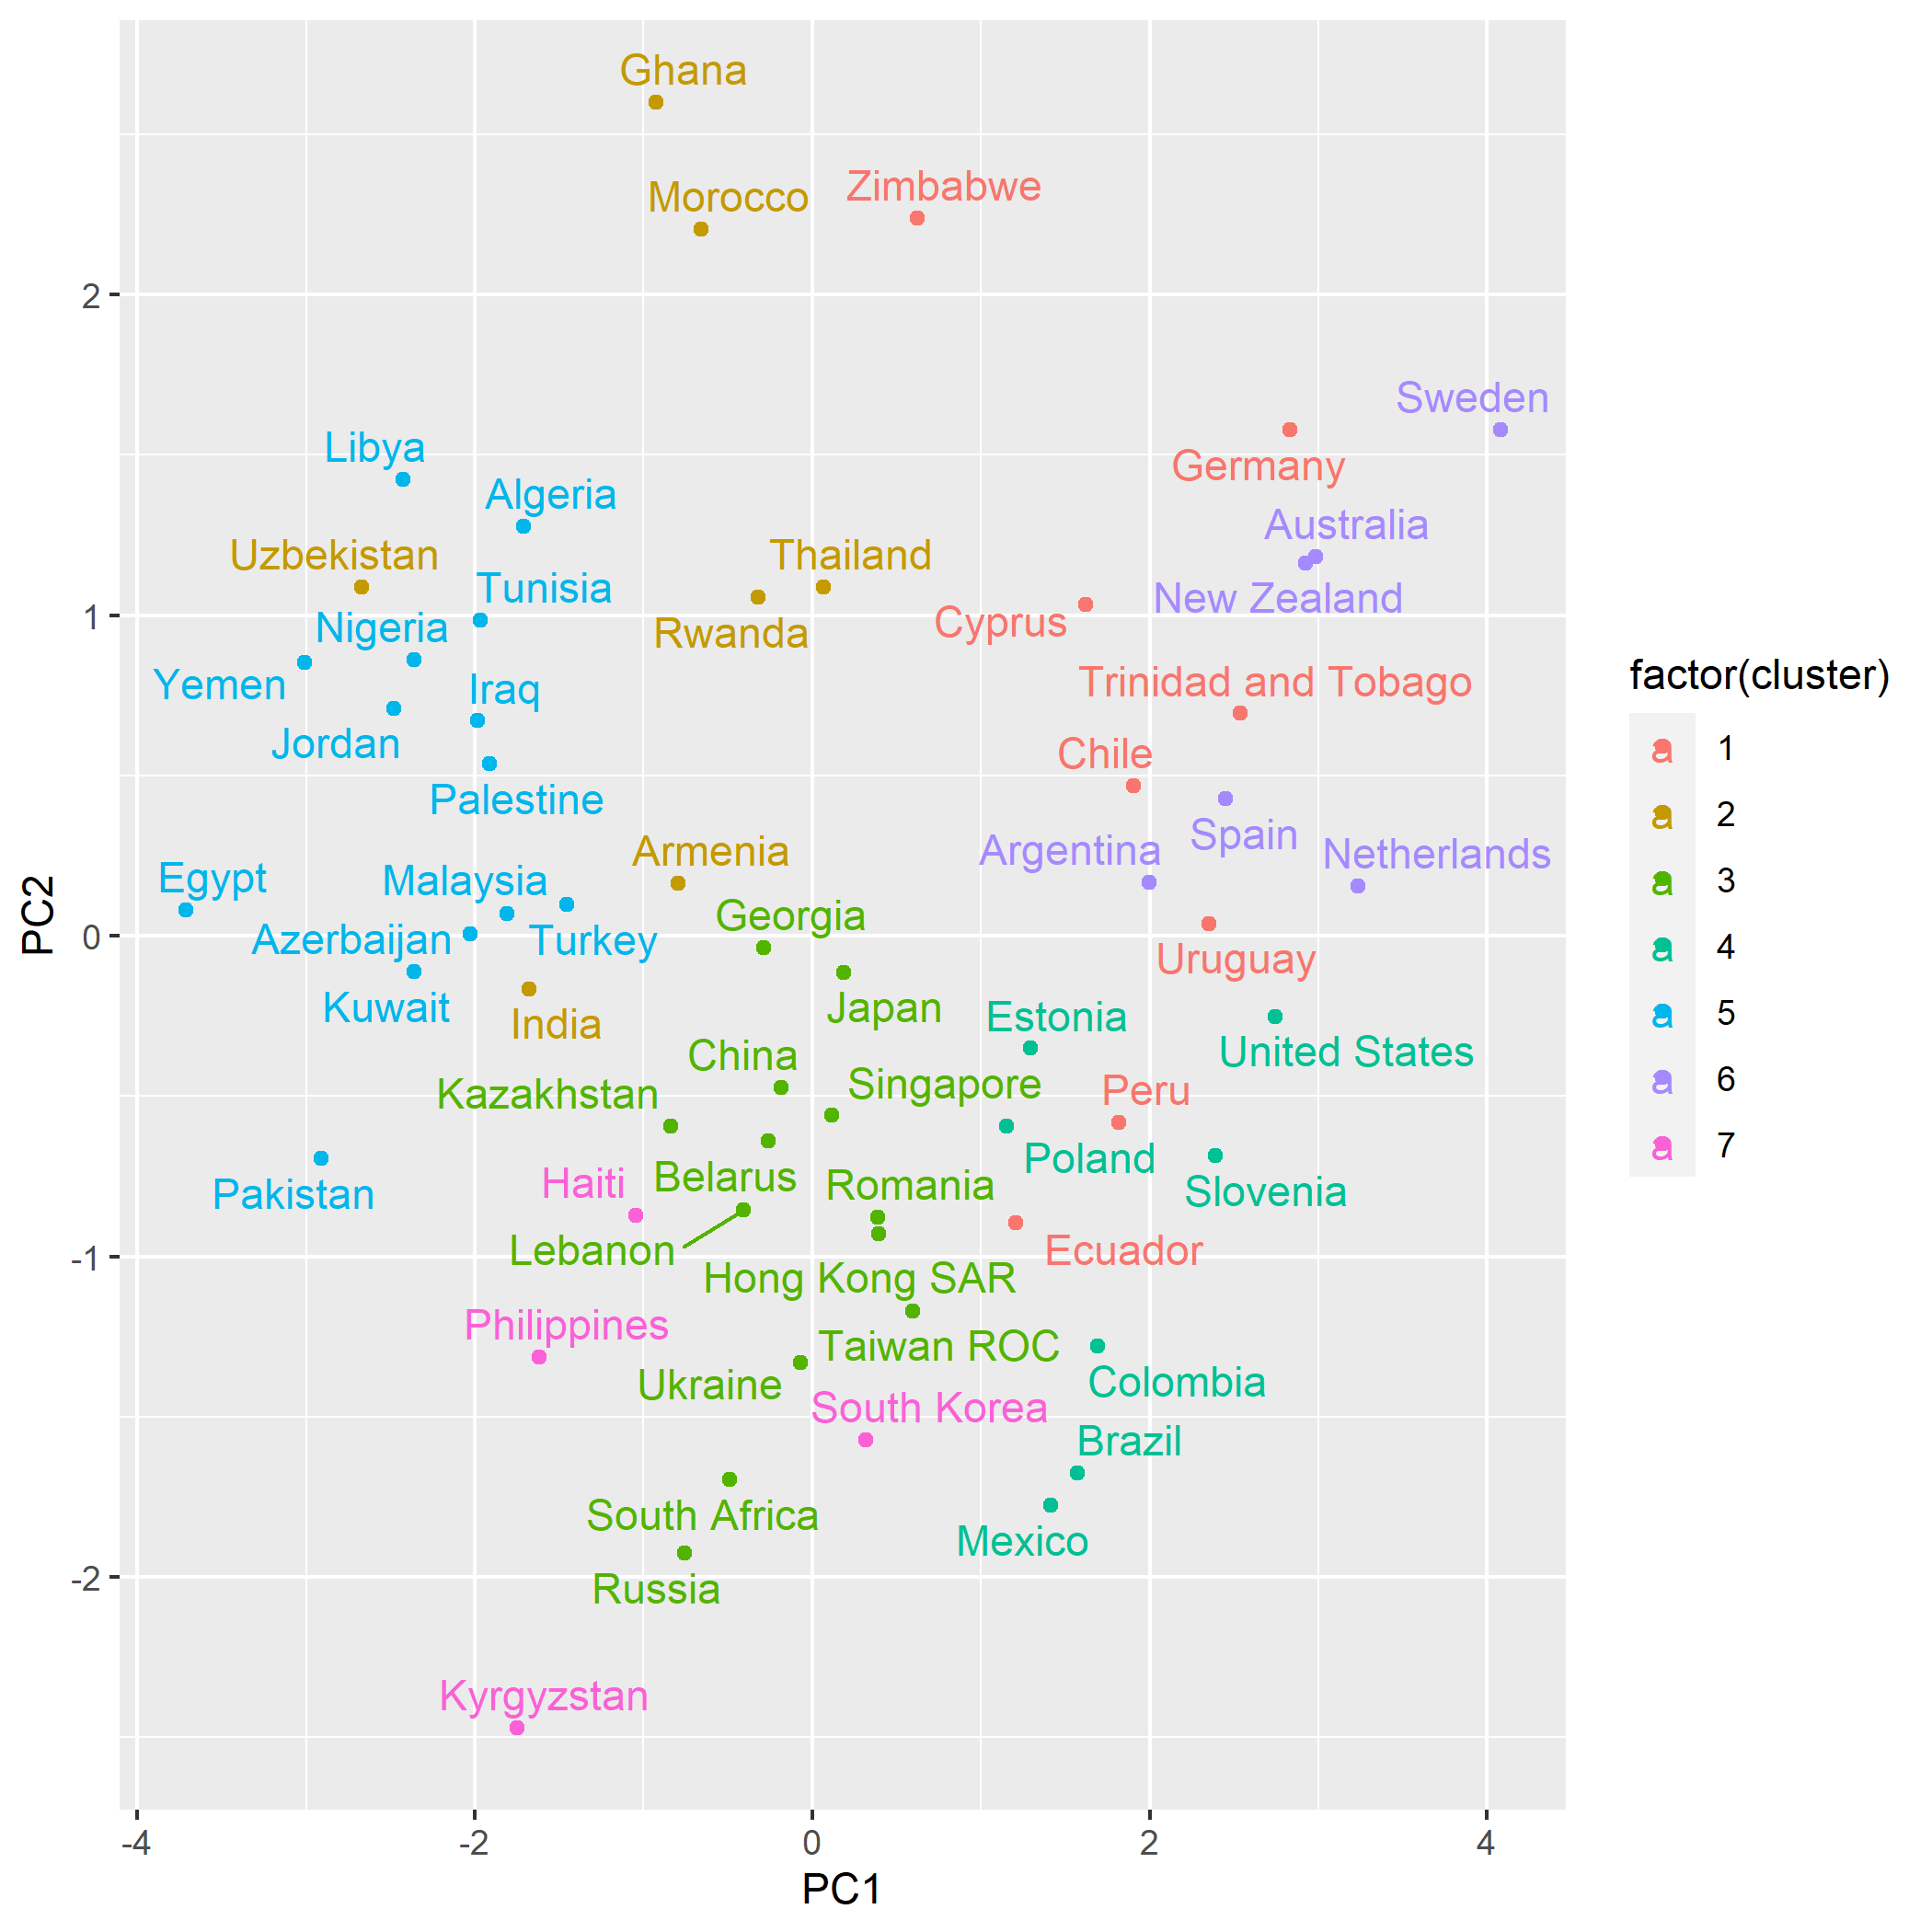 Ghana
Zimbabwe
Morocco
2
Sweden
Libya
Germany
Algeria
Australia
Uzbekistan
Thailand
Tunisia
New Zealand
1
Nigeria
Cyprus
Rwanda
Yemen
Iraq
Trinidad and Tobago
Jordan
Chile
Palestine
Spain
Armenia
Argentina
Netherlands
Egypt
Malaysia
Georgia
PC2
0
Azerbaijan
Turkey
Uruguay
Kuwait
Japan
India
Estonia
China
United States
Kazakhstan
Singapore
Peru
Poland
Belarus
Haiti
Romania
Pakistan
Slovenia
-1
Lebanon
Ecuador
Hong Kong SAR
Philippines
Taiwan ROC
Ukraine
Colombia
South Korea
Brazil
South Africa
Mexico
-2
Russia
Kyrgyzstan
-4
-2
0
2
4
PC1
factor(cluster)
a 1
a 2
a 3
a 4
a 5
a 6
a 7